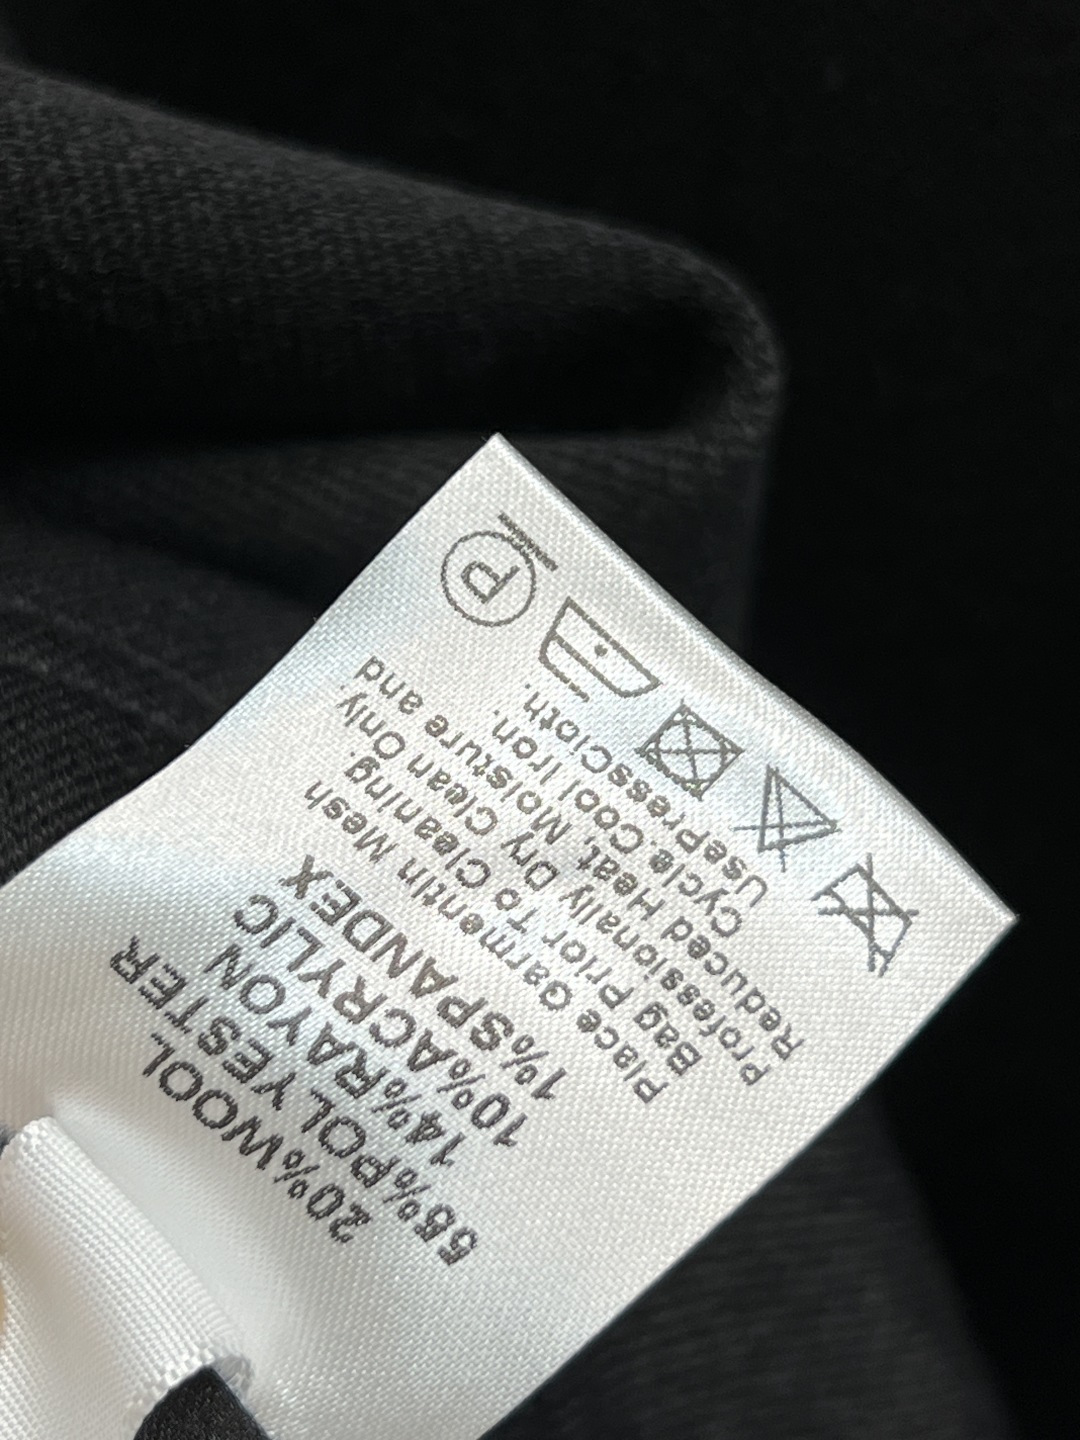 20%WOOL
55%POLYESTER
14%RAYON
10%ACRYLIC
1%SPANDEX
Place GarmentIn Mesh
Bag Prior To Cleaning.
Professionally Dry Clean Only.
Reduced Heat, Moisture and
Cycle.Cool Iron.
UsePressCloth.
P